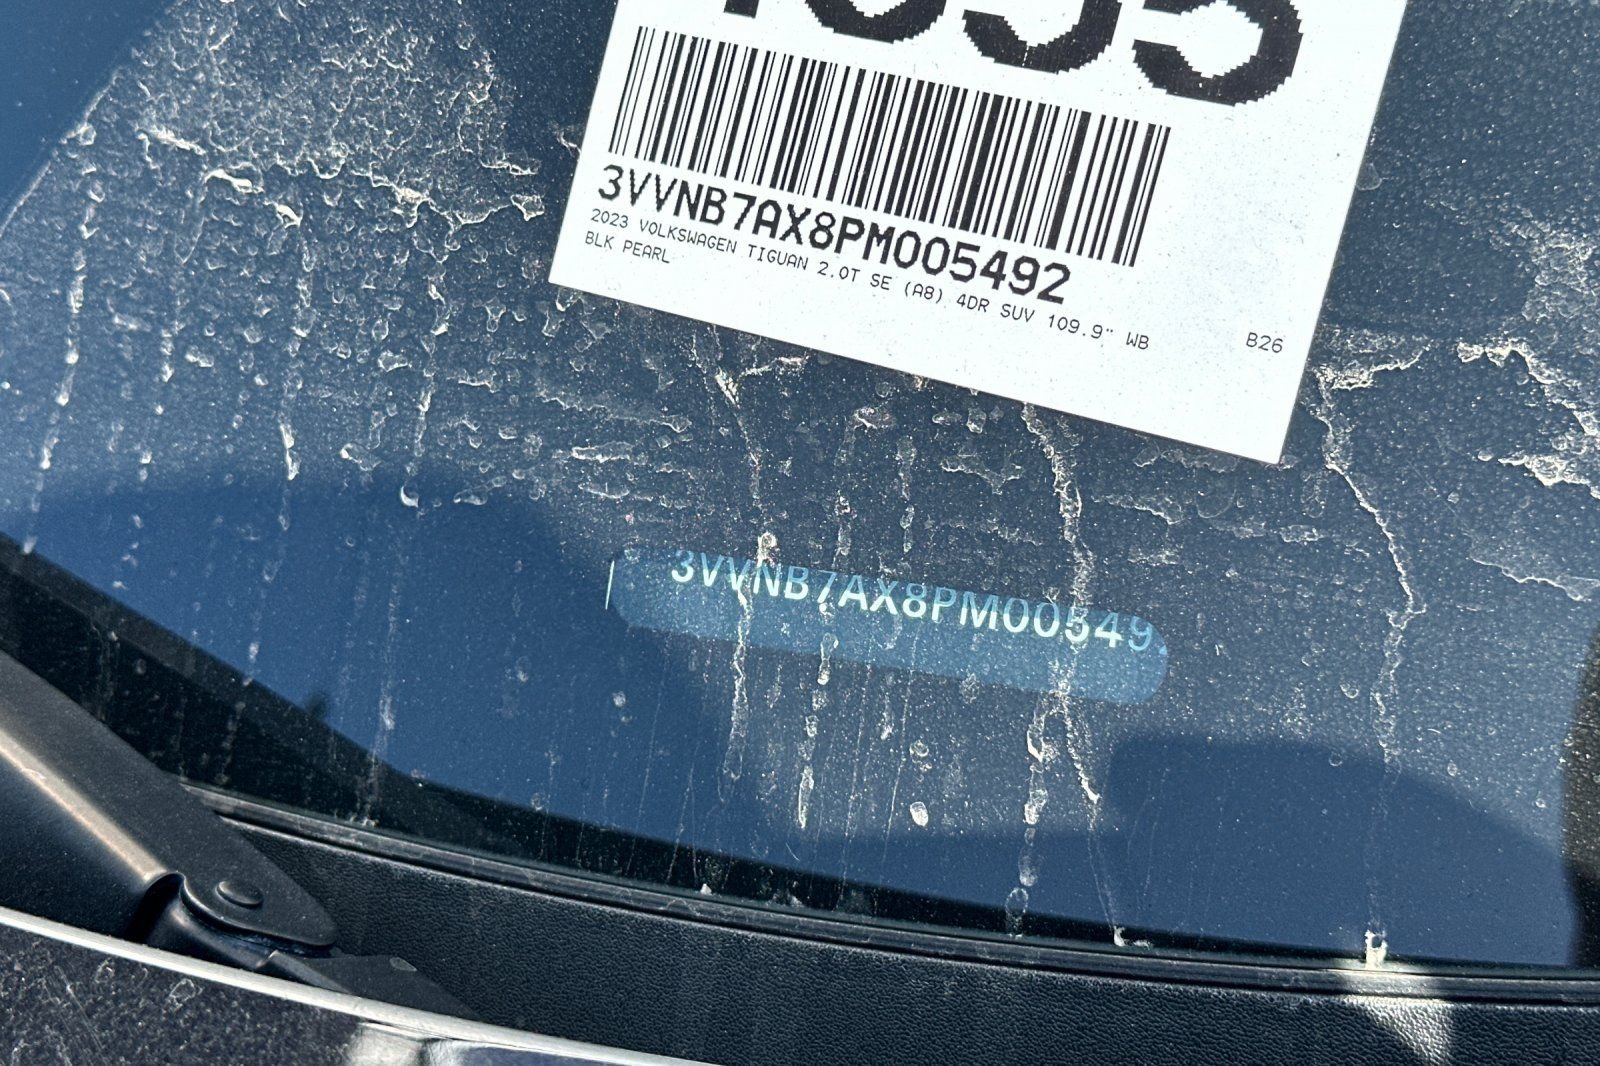 3VVNB7AX8PM005492
2023 VOLKSWAGEN TIGUAN 2.0T SE (A8) 4DR SUV 109.9" WB
BLK PEARL
B26
3VVNB7AX8PM00549